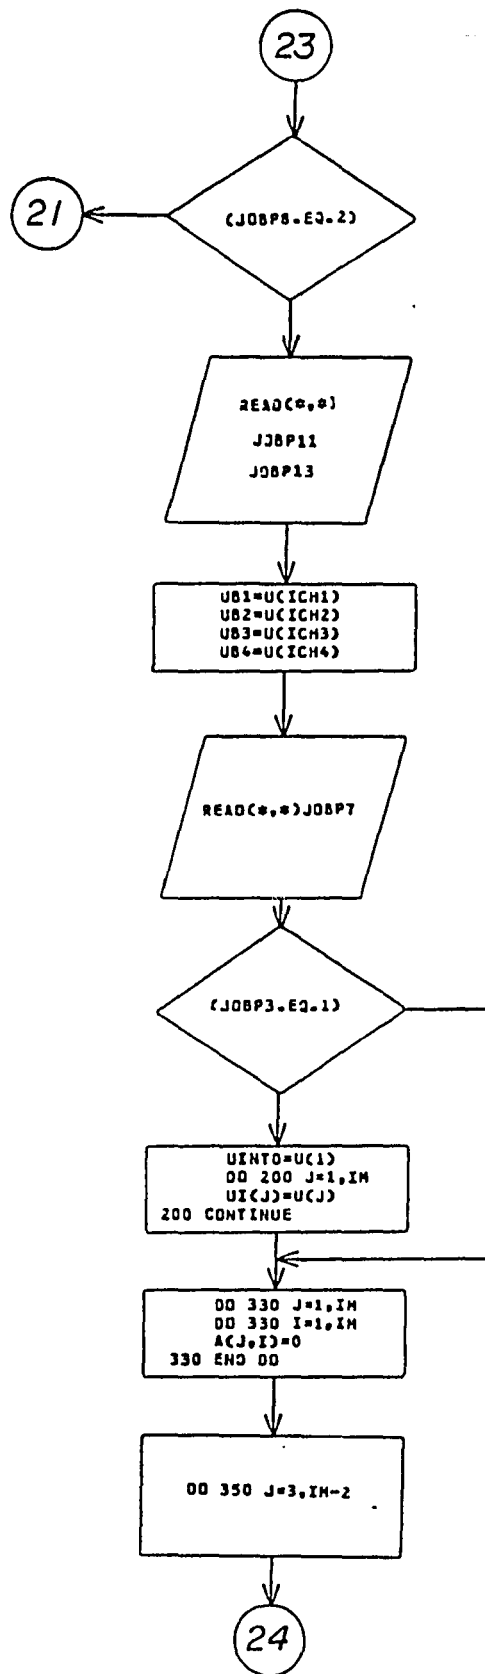 23
21
(JOBP8.EQ.2)
READ(*,*)
JOBP11
JOBP13
UB1=U(ICH1)
UB2=U(ICH2)
UB3=U(ICH3)
UB4=U(ICH4)
READ(*,*)JOBP7
(JOBP3.EQ.1)
UINTO=U(1)
DO 200 J=1,IM
UI(J)=U(J)
200 CONTINUE
DO 330 J=1,IM
DO 330 I=1,IM
A(J,I)=0
330 END DO
DO 350 J=3,IM-2
24